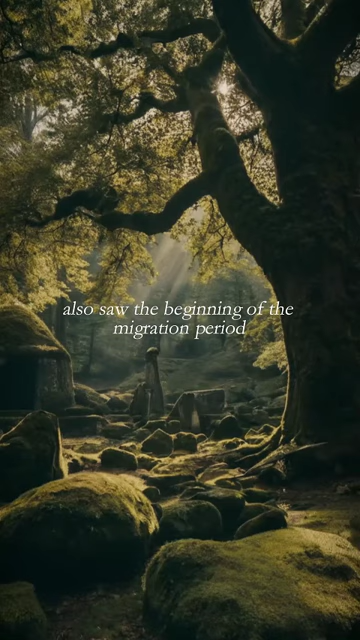 also saw the beginning of the
migration period